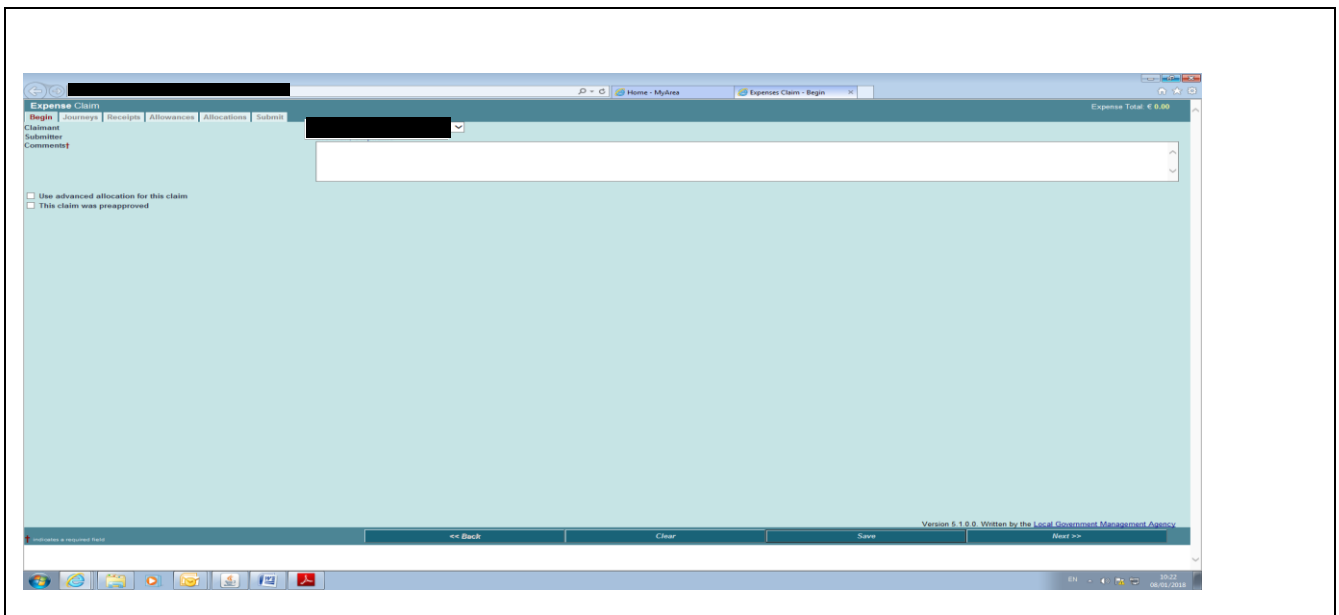 Home - MyArea
Expenses Claim - Begin
Expense Claim
Expense Total: € 0.00
Begin Journeys Receipts Allowances Allocations Submit
Claimant
Submitter
Comments†
Use advanced allocation for this claim
This claim was preapproved
Version 5.1.0.0. Written by the Local Government Management Agency
† indicates a required field
<< Back
Clear
Save
Next >>
EN
10:22
08/01/2018